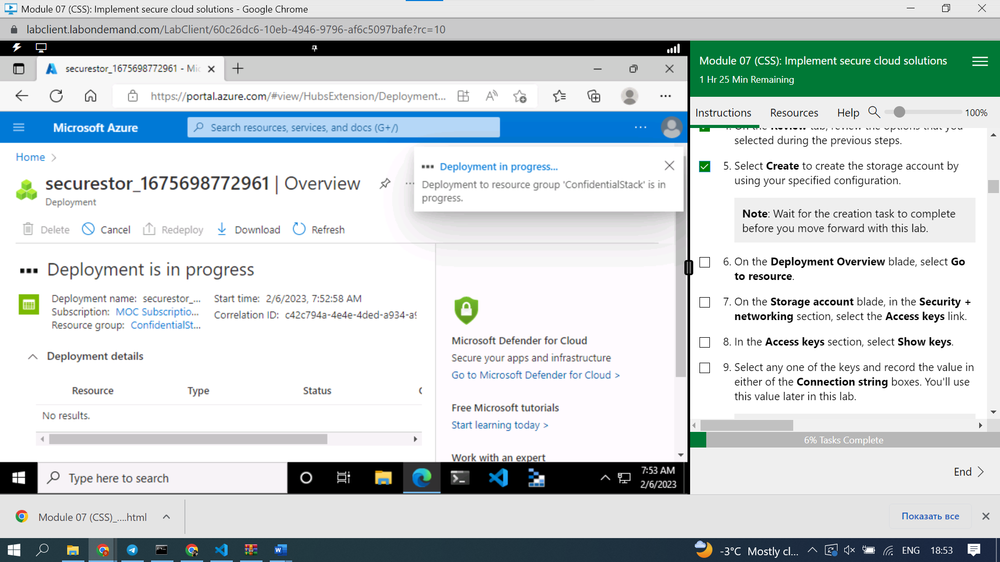 Module 07 (CSS): Implement secure cloud solutions - Google Chrome
labclient.labondemand.com/LabClient/60c26dc6-10eb-4946-9796-af6c5097bafe?rc=10
securestor_1675698772961 - Mic
https://portal.azure.com/#view/HubsExtension/Deployment...
Microsoft Azure
Search resources, services, and docs (G+/)
Home >
securestor_1675698772961 | Overview
Deployment
Deployment in progress...
Deployment to resource group 'ConfidentialStack' is in
progress.
Delete Cancel Redeploy Download Refresh
Deployment is in progress
Deployment name: securestor_...
Subscription: MOC Subscriptio...
Resource group: ConfidentialSt...
Start time: 2/6/2023, 7:52:58 AM
Correlation ID: c42c794a-4e4e-4ded-a934-a9
Deployment details
Resource Type Status
No results.
Microsoft Defender for Cloud
Secure your apps and infrastructure
Go to Microsoft Defender for Cloud >
Free Microsoft tutorials
Start learning today >
Work with an expert
Type here to search
7:53 AM
2/6/2023
Module 07 (CSS): Implement secure cloud solutions
1 Hr 25 Min Remaining
Instructions Resources Help 100%
4. On the Review tab, review the options that you
selected during the previous steps.
5. Select Create to create the storage account by
using your specified configuration.
Note: Wait for the creation task to complete
before you move forward with this lab.
6. On the Deployment Overview blade, select Go
to resource.
7. On the Storage account blade, in the Security +
networking section, select the Access keys link.
8. In the Access keys section, select Show keys.
9. Select any one of the keys and record the value in
either of the Connection string boxes. You'll use
this value later in this lab.
6% Tasks Complete
End >
Module 07 (CSS)_....html
Показать все
-3°C Mostly cl...
ENG 18:53